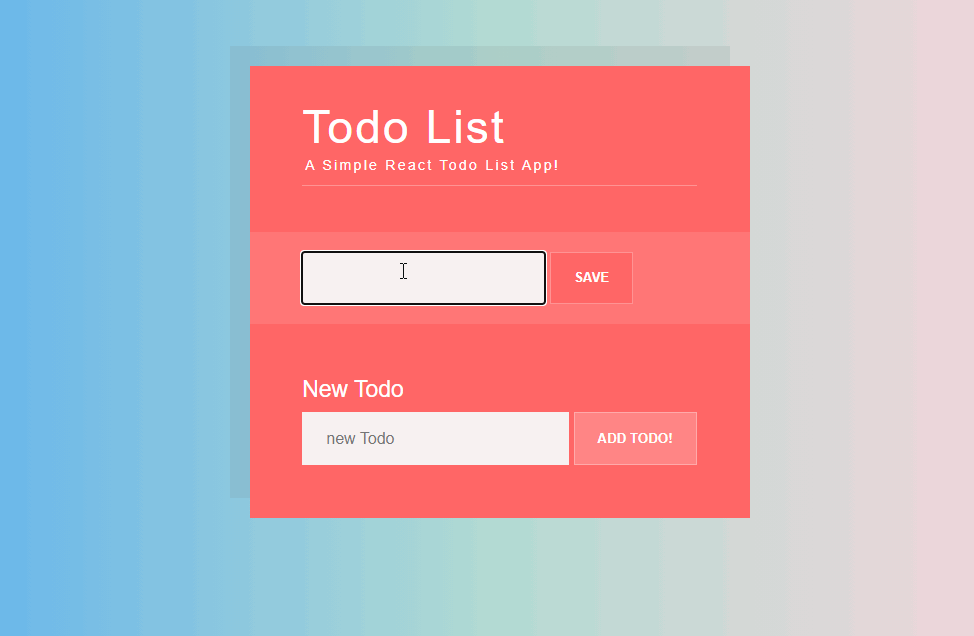 Todo List
A Simple React Todo List App!
SAVE
New Todo
new Todo
ADD TODO!